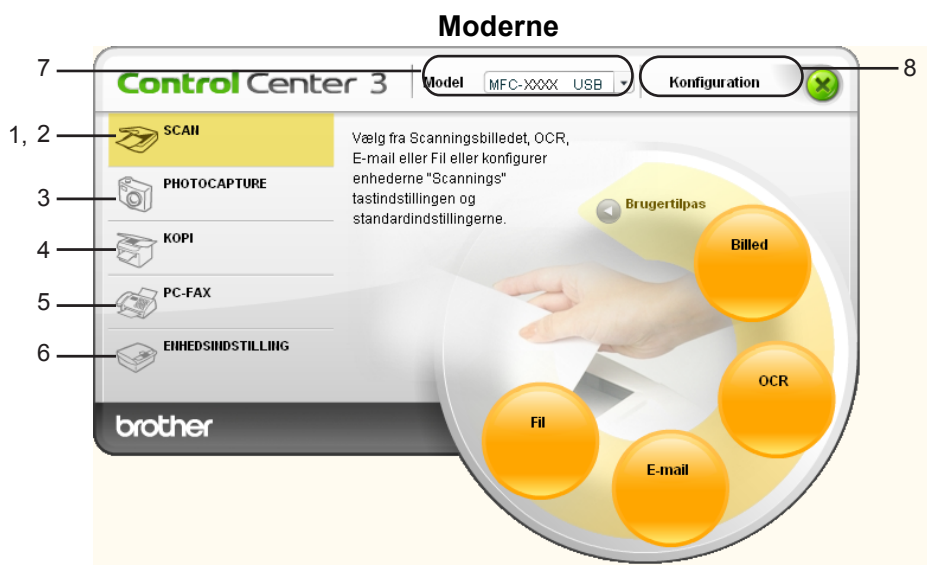 Moderne
7
8
Control Center 3
Model
MFC-XXXX USB
Konfiguration
1, 2
SCAN
3
PHOTOCAPTURE
4
KOPI
5
PC-FAX
6
ENHEDSINDSTILLING
Vælg fra Scanningsbilledet, OCR,
E-mail eller Fil eller konfigurer
enhederne "Scannings"
tastindstillingen og
standardindstillingerne.
Brugertilpas
Billed
OCR
E-mail
Fil
brother